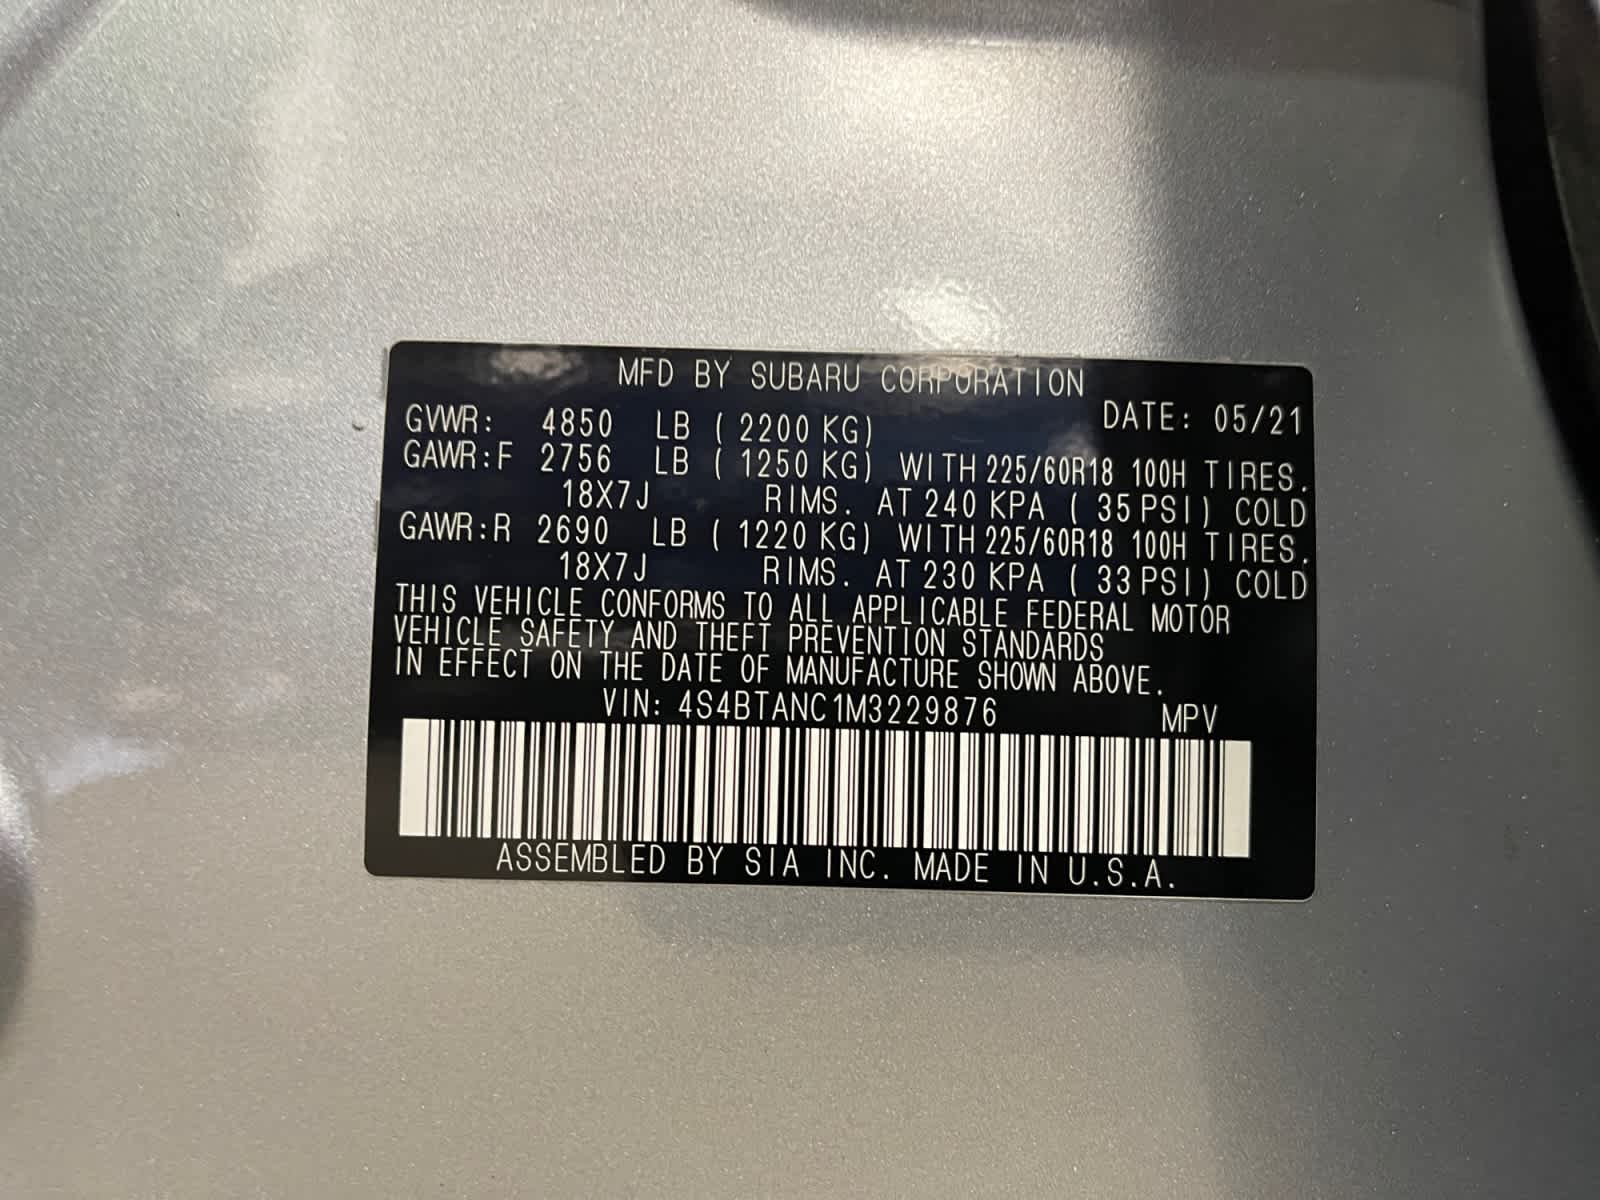 MFD BY SUBARU CORPORATION
DATE: 05/21
GVWR: 4850 LB ( 2200 KG)
GAWR:F 2756 LB ( 1250 KG) WITH 225/60R18 100H TIRES.
18X7J RIMS. AT 240 KPA ( 35 PSI) COLD
GAWR:R 2690 LB ( 1220 KG) WITH 225/60R18 100H TIRES.
18X7J RIMS. AT 230 KPA ( 33 PSI) COLD
THIS VEHICLE CONFORMS TO ALL APPLICABLE FEDERAL MOTOR
VEHICLE SAFETY AND THEFT PREVENTION STANDARDS
IN EFFECT ON THE DATE OF MANUFACTURE SHOWN ABOVE.
VIN: 4S4BTANC1M3229876 MPV
ASSEMBLED BY SIA INC. MADE IN U.S.A.